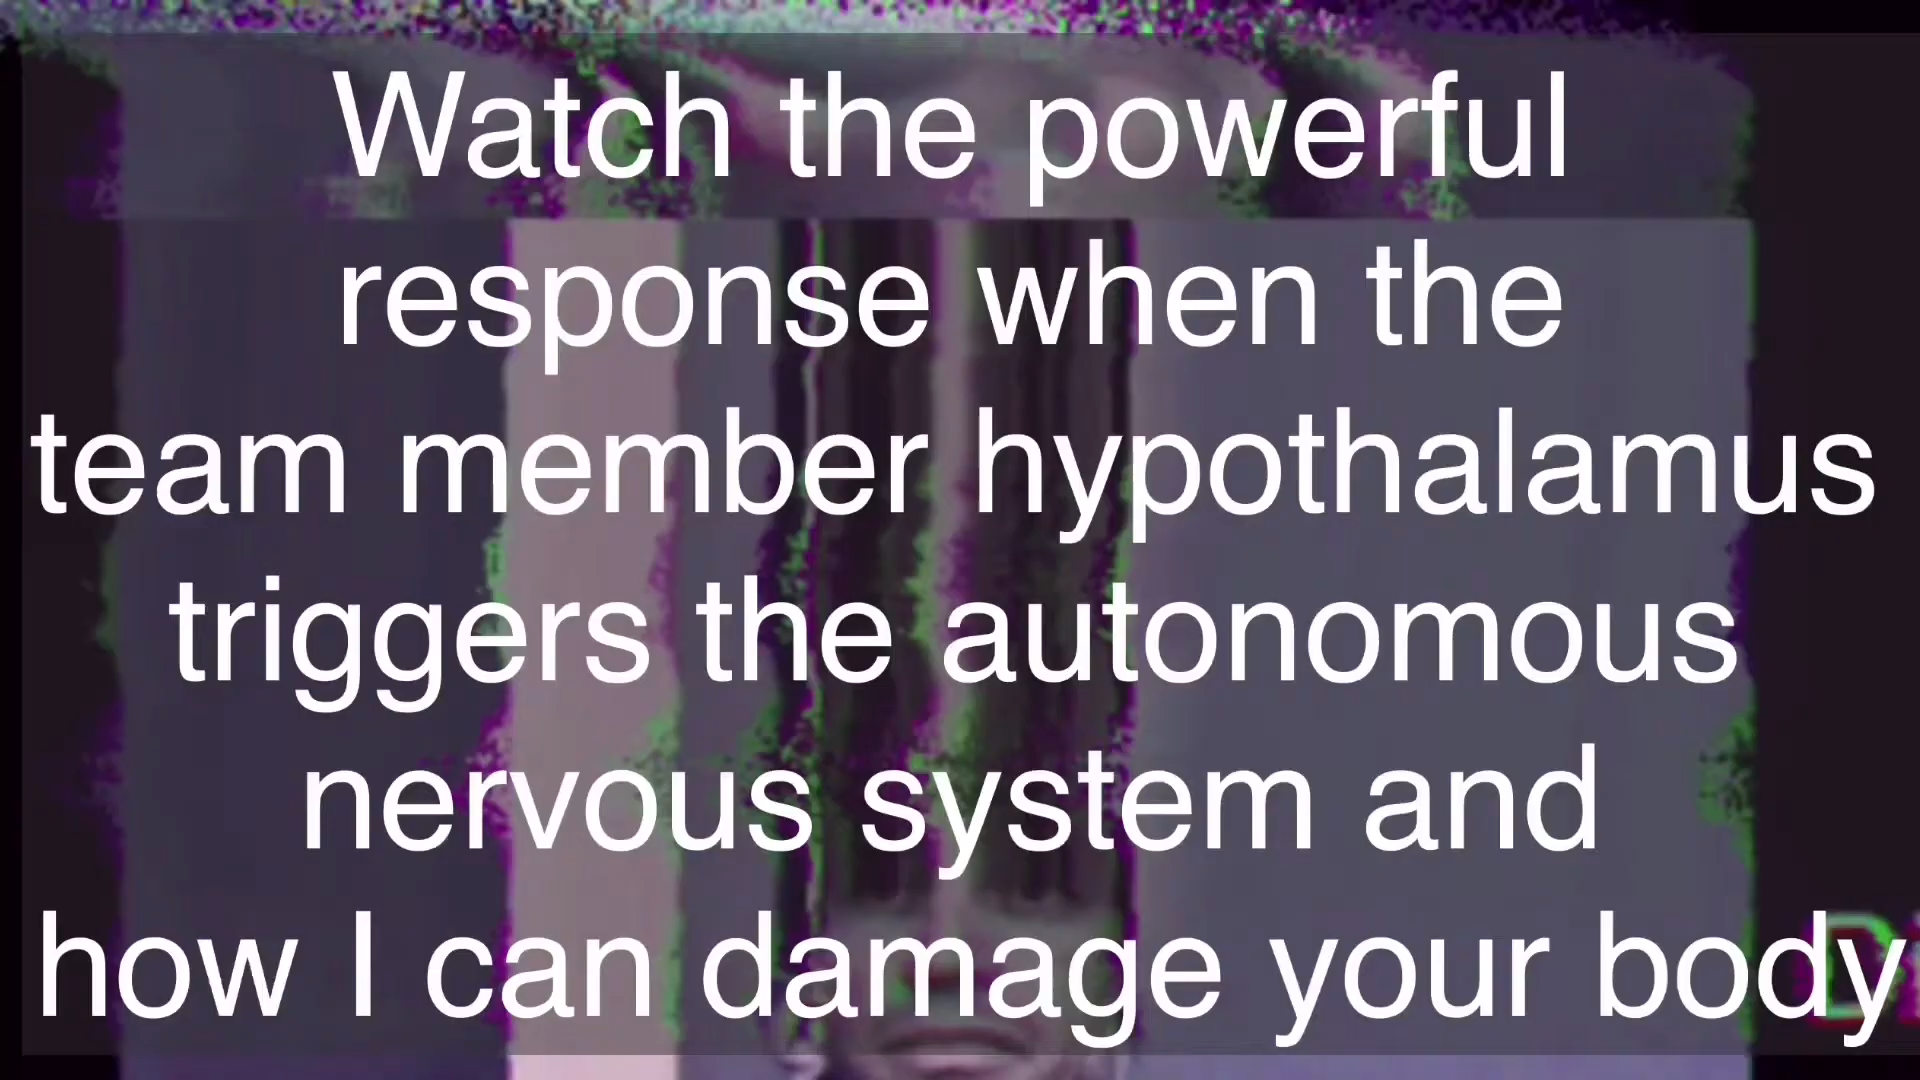 Watch the powerful
response when the
team member hypothalamus
triggers the autonomous
nervous system and
how I can damage your body